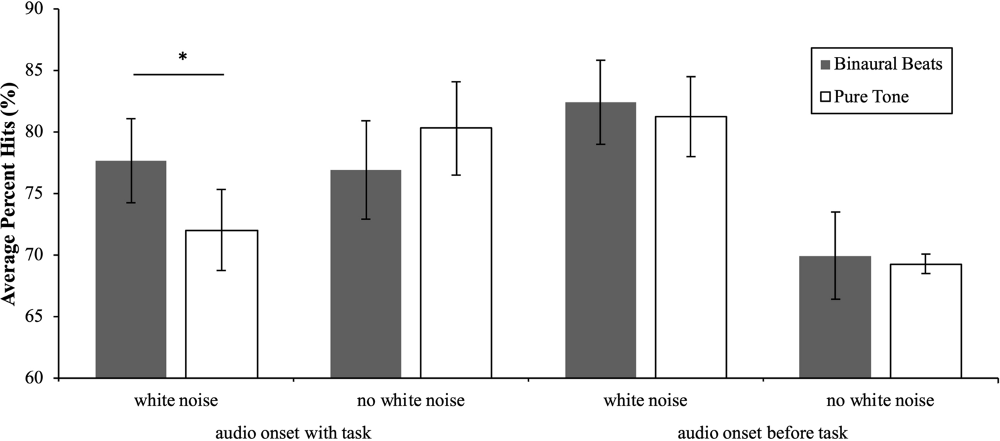 Average Percent Hits (%)
90
85
80
75
70
65
60
*
Binaural Beats
Pure Tone
white noise
no white noise
white noise
no white noise
audio onset with task
audio onset before task